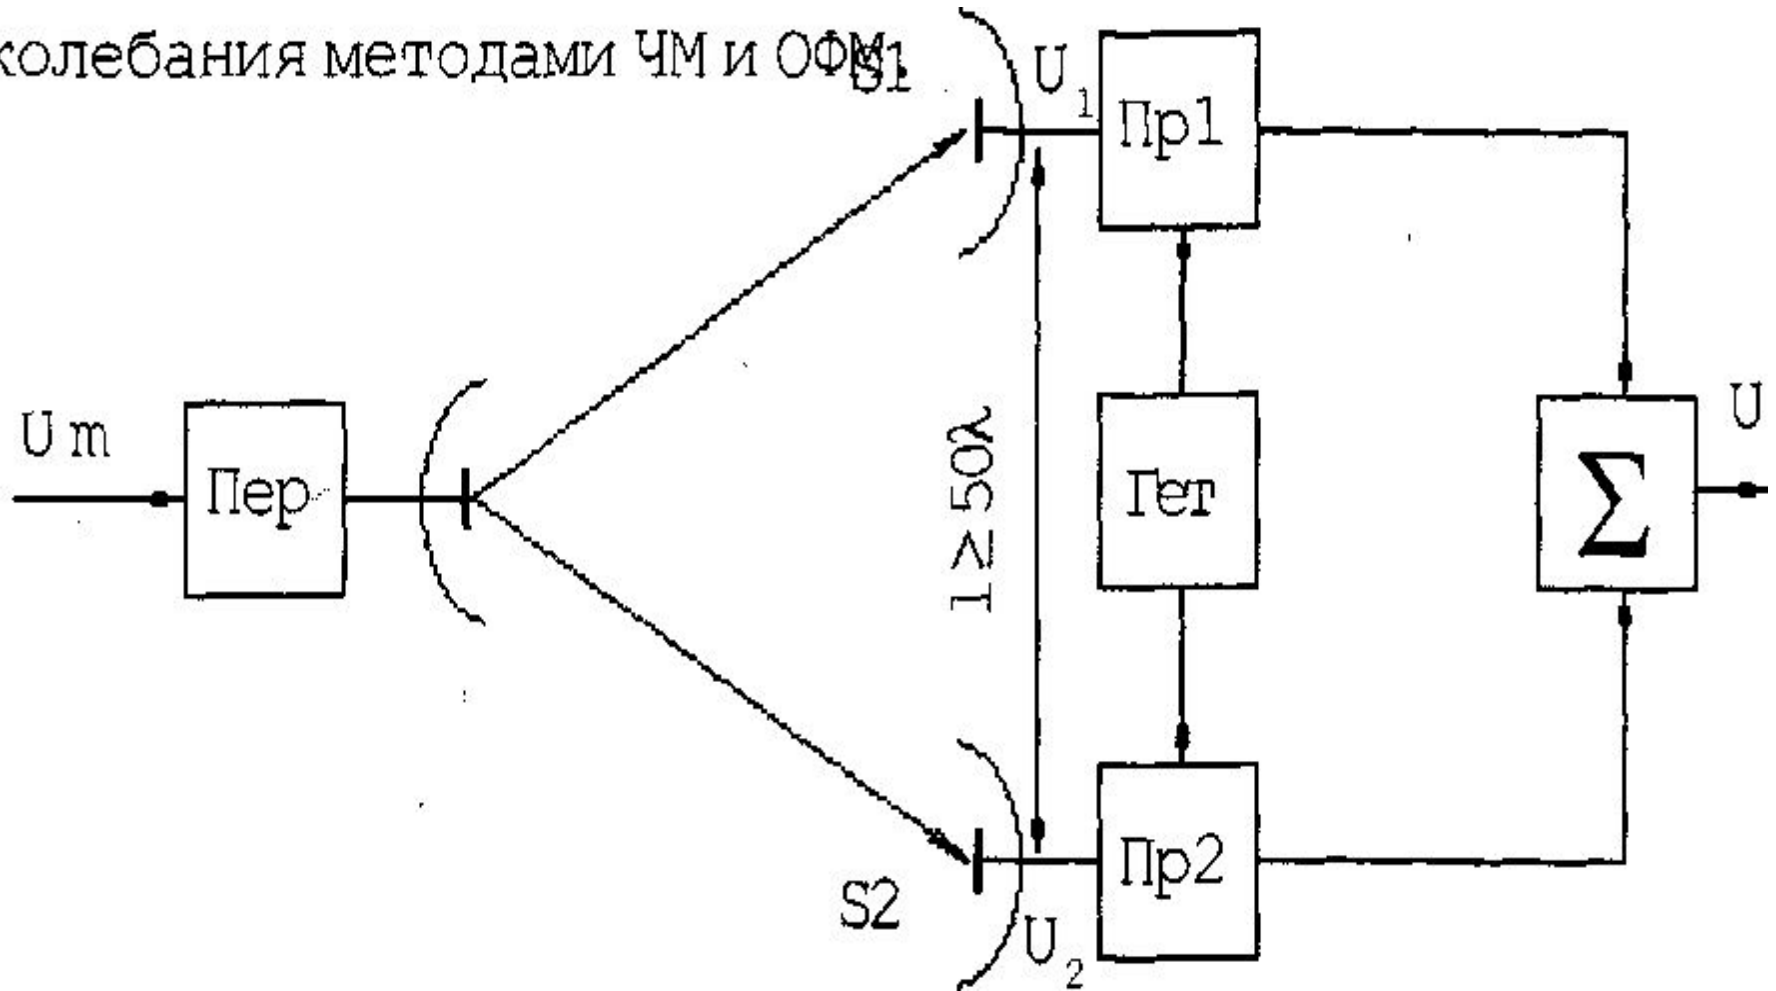 колебания методами ЧМ и ОФМ.
S1
U₁
Пр1
U m
Пер
l ≥ 50λ
Гет
Σ
U
S2
U₂
Пр2